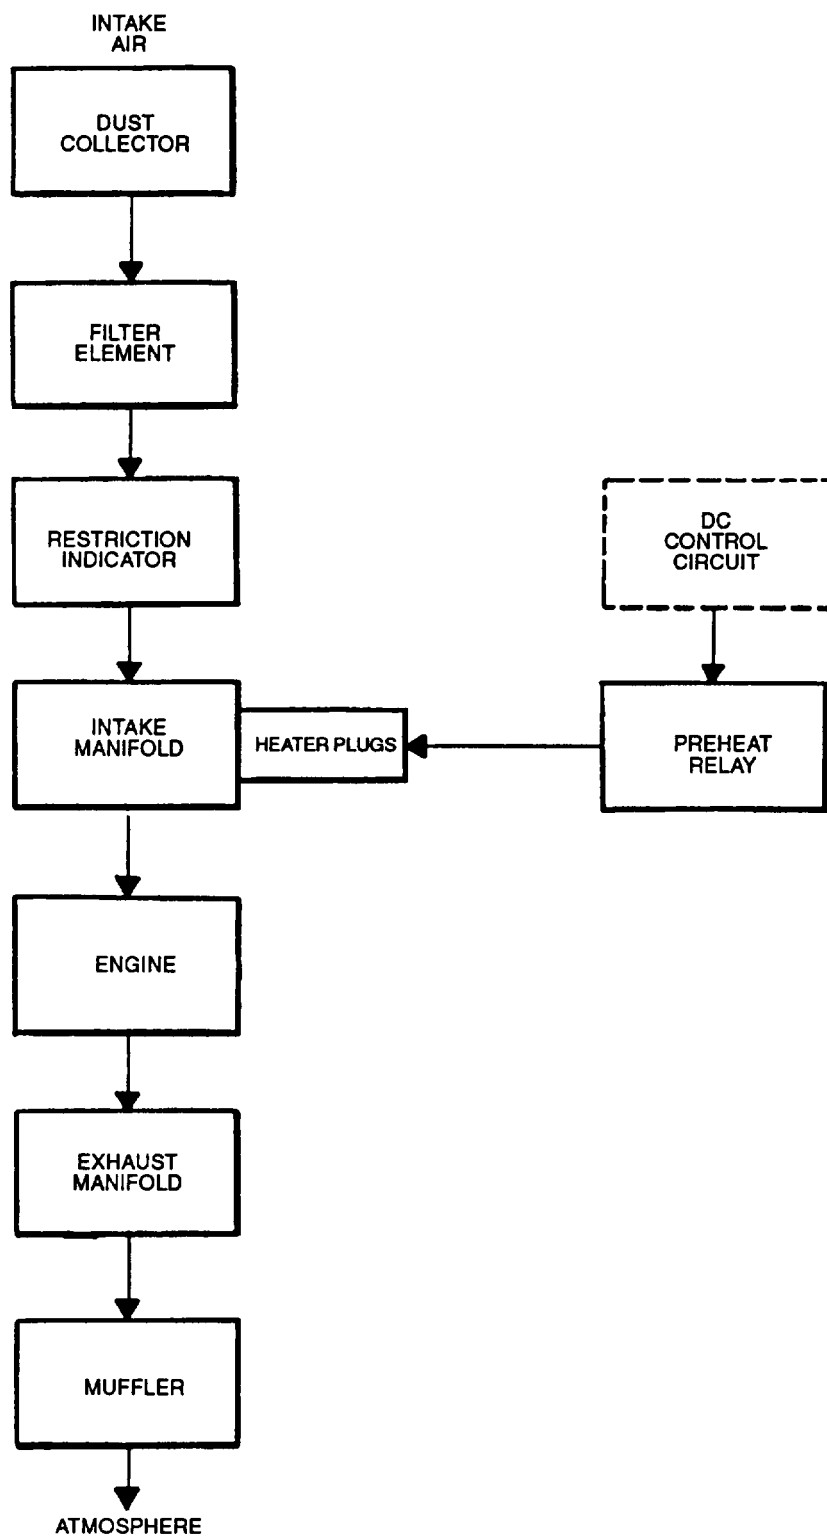 INTAKE
AIR
DUST
COLLECTOR
FILTER
ELEMENT
RESTRICTION
INDICATOR
DC
CONTROL
CIRCUIT
INTAKE
MANIFOLD
HEATER PLUGS
PREHEAT
RELAY
ENGINE
EXHAUST
MANIFOLD
MUFFLER
ATMOSPHERE